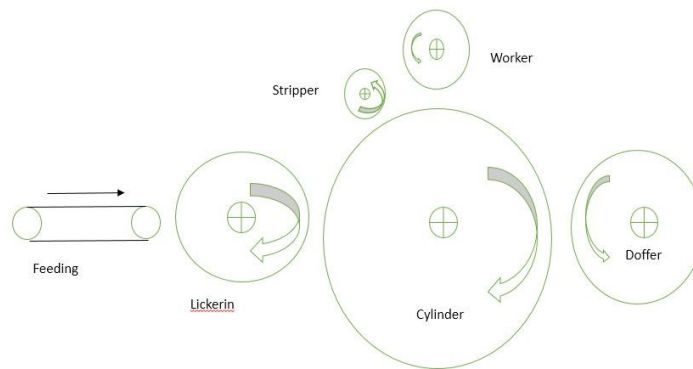 Worker
Stripper
Feeding
Lickerin
Cylinder
Doffer